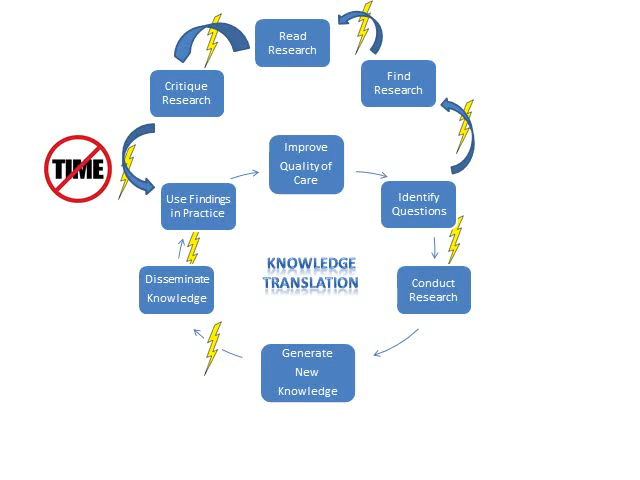 Read
Research
Find
Research
Critique
Research
TIME
Improve
Quality of
Care
Use Findings
in Practice
Identify
Questions
KNOWLEDGE
TRANSLATION
Disseminate
Knowledge
Conduct
Research
Generate
New
Knowledge